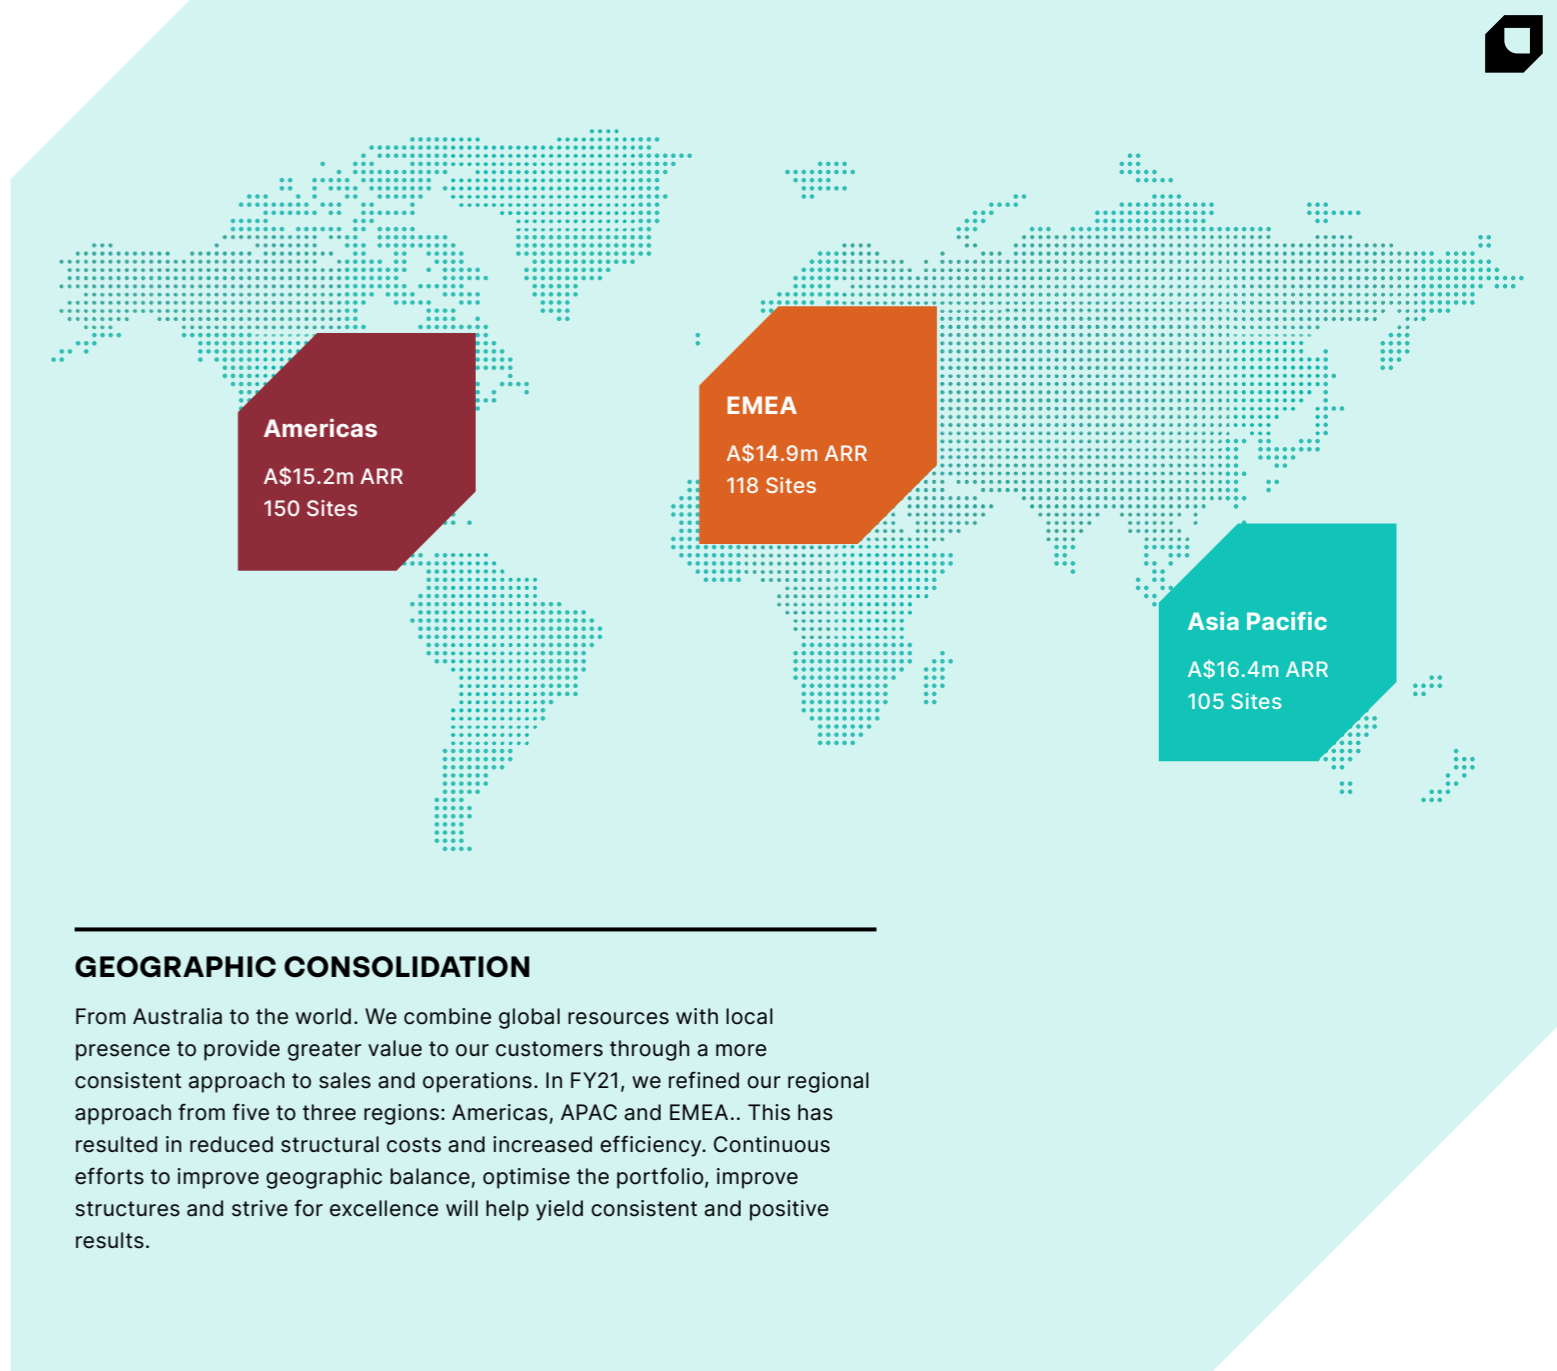 Americas
A$15.2m ARR
150 Sites
EMEA
A$14.9m ARR
118 Sites
Asia Pacific
A$16.4m ARR
105 Sites
GEOGRAPHIC CONSOLIDATION
From Australia to the world. We combine global resources with local
presence to provide greater value to our customers through a more
consistent approach to sales and operations. In FY21, we refined our regional
approach from five to three regions: Americas, APAC and EMEA.. This has
resulted in reduced structural costs and increased efficiency. Continuous
efforts to improve geographic balance, optimise the portfolio, improve
structures and strive for excellence will help yield consistent and positive
results.